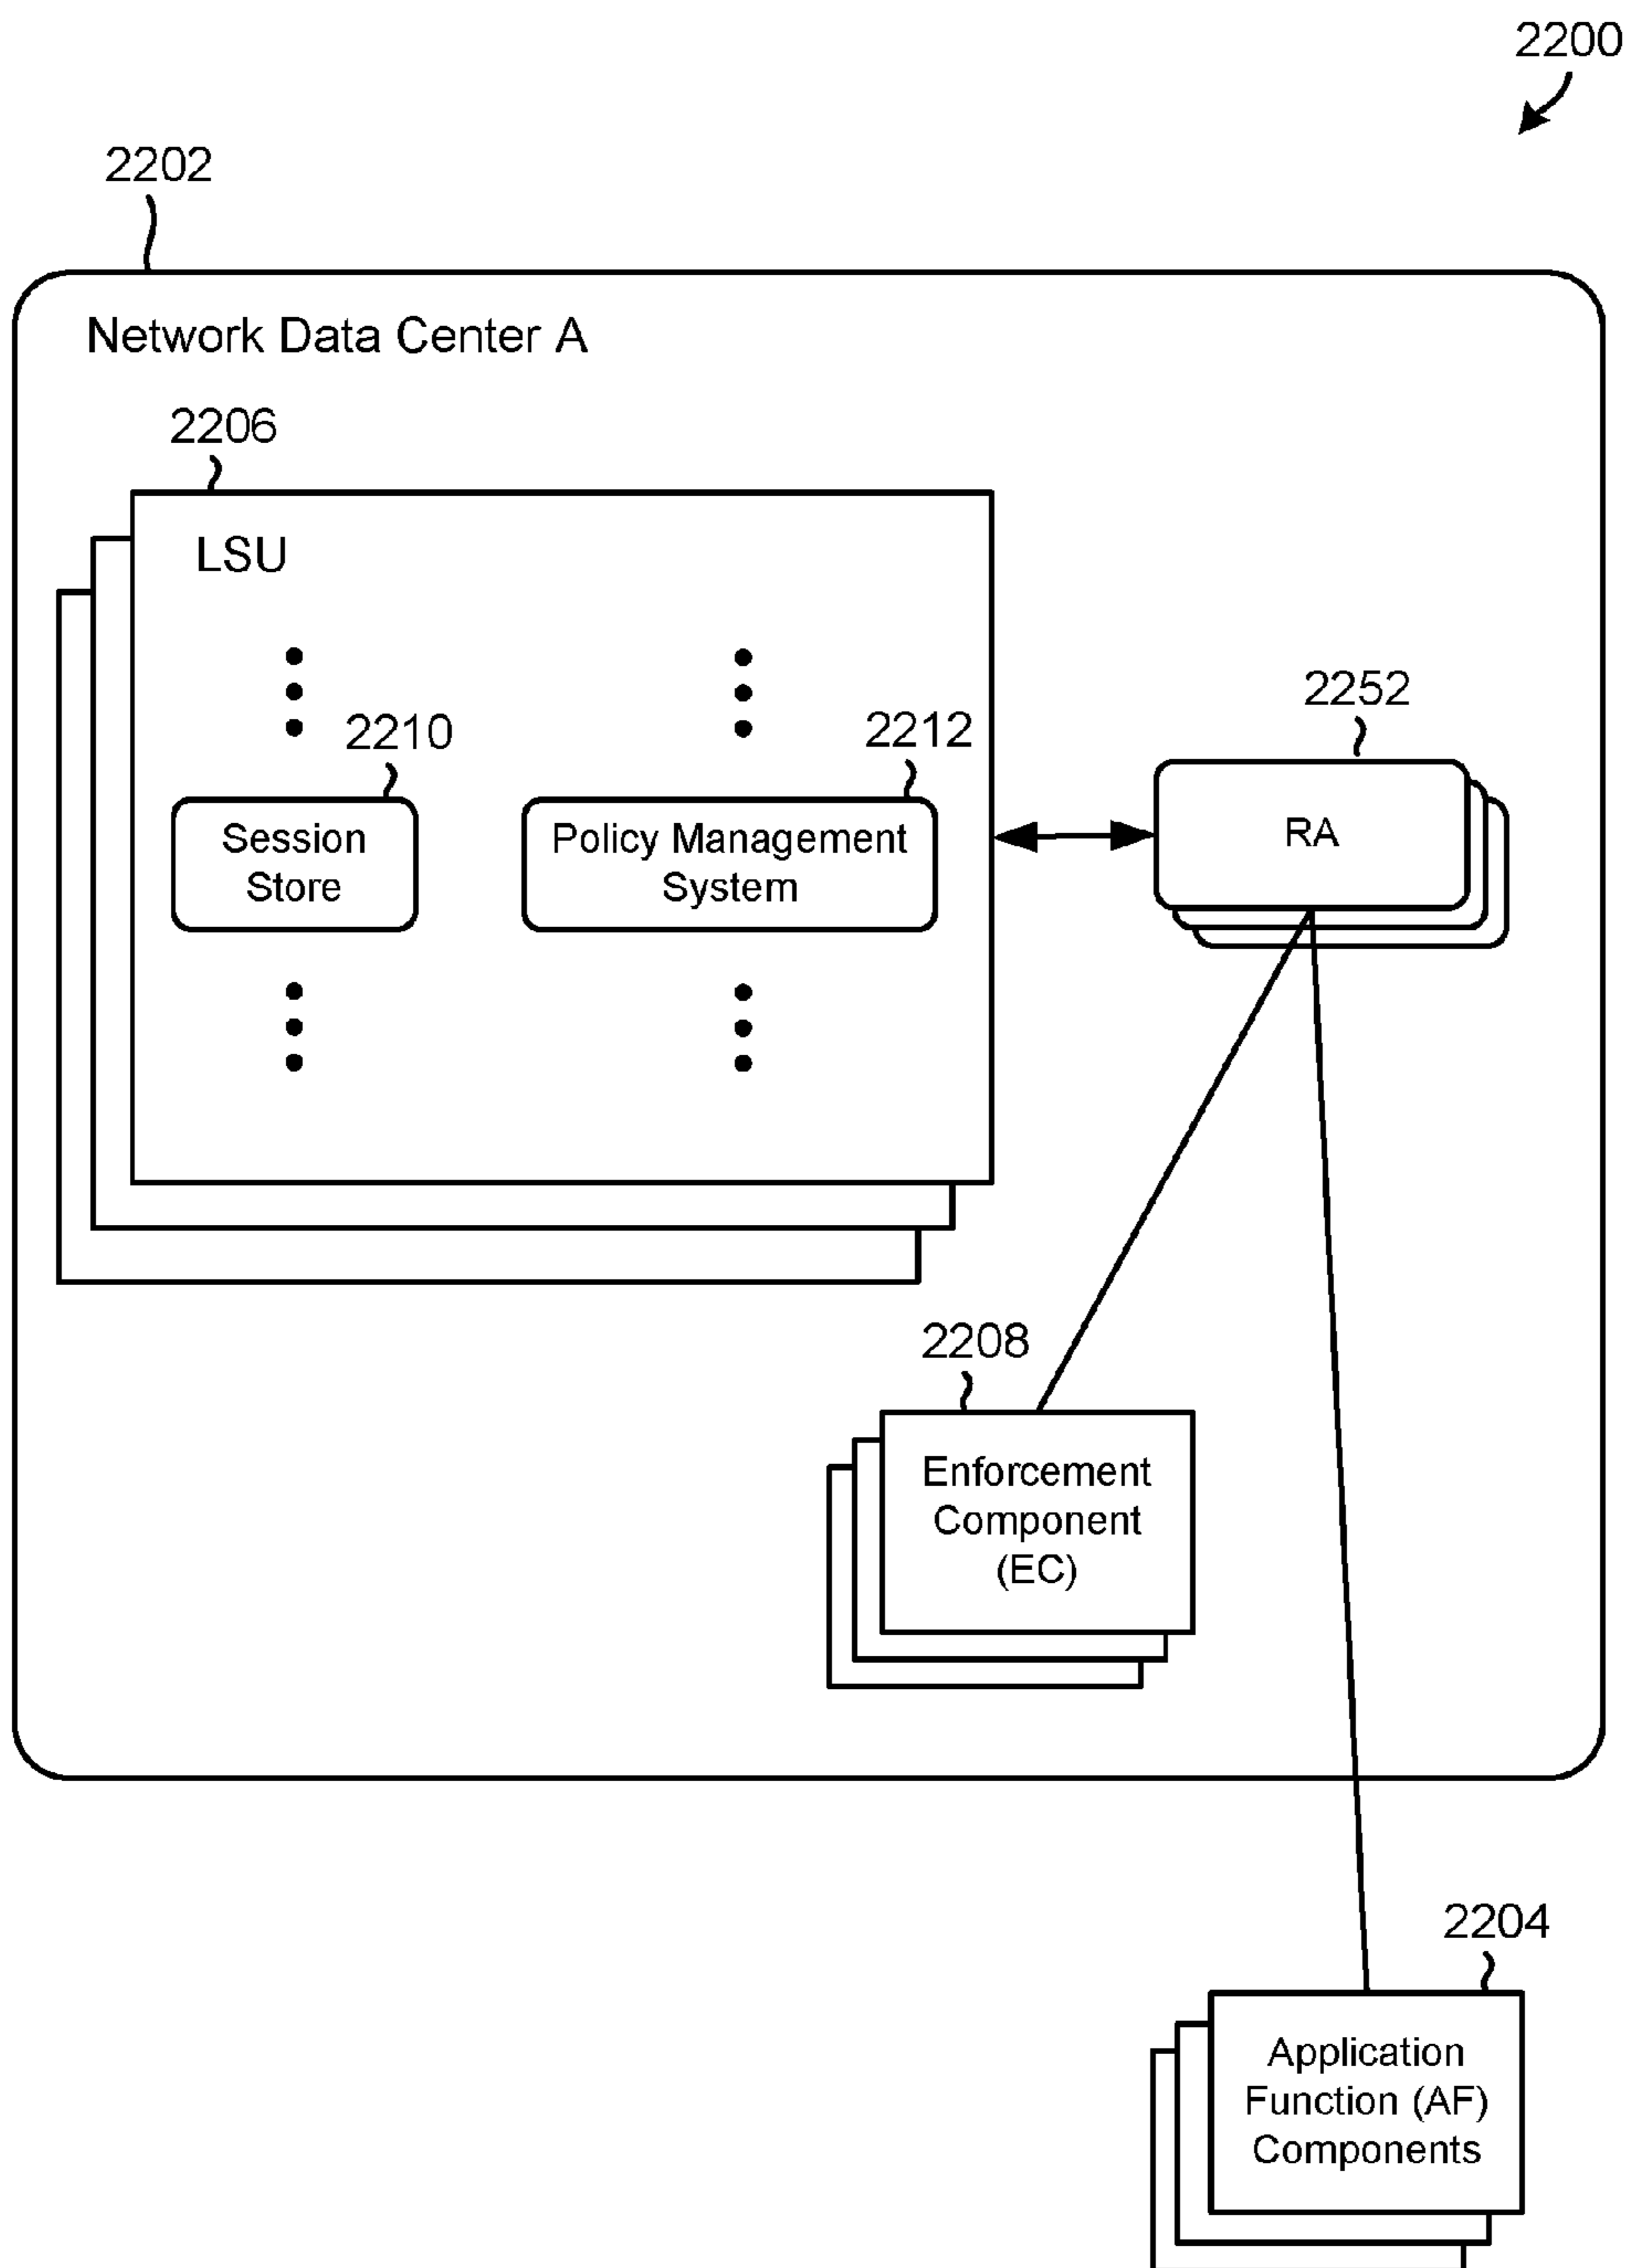 2200
2202
Network Data Center A
2206
LSU
2252
2210
2212
Session
Store
Policy Management
System
RA
2208
Enforcement
Component
(EC)
2204
Application
Function (AF)
Components